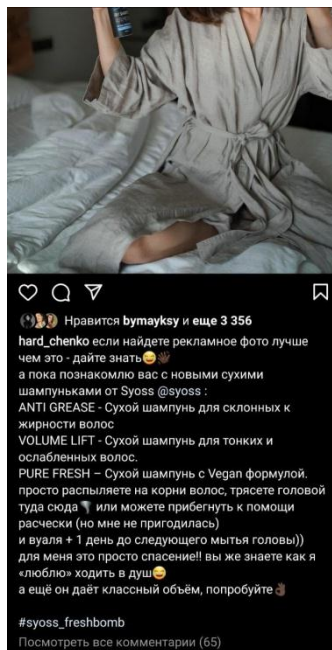 Нравится bymaksy и еще 3 356
hard_chenko если найдете рекламное фото лучше
чем это - дайте знать😅👋🏿
а пока познакомлю вас с новыми сухими
шампуньками от Syoss @syoss :
ANTI GREASE - Сухой шампунь для склонных к
жирности волос
VOLUME LIFT - Сухой шампунь для тонких и
ослабленных волос.
PURE FRESH – Сухой шампунь с Vegan формулой.
просто распыляете на корни волос, трясете головой
туда сюда🌪 или можете прибегнуть к помощи
расчески (но мне не пригодилась)
и вуаля + 1 день до следующего мытья головы))
для меня это просто спасение!! вы же знаете как я
«люблю» ходить в душ😅
а ещё он даёт классный объём, попробуйте👌🏿
#syoss_freshbomb
Посмотреть все комментарии (65)